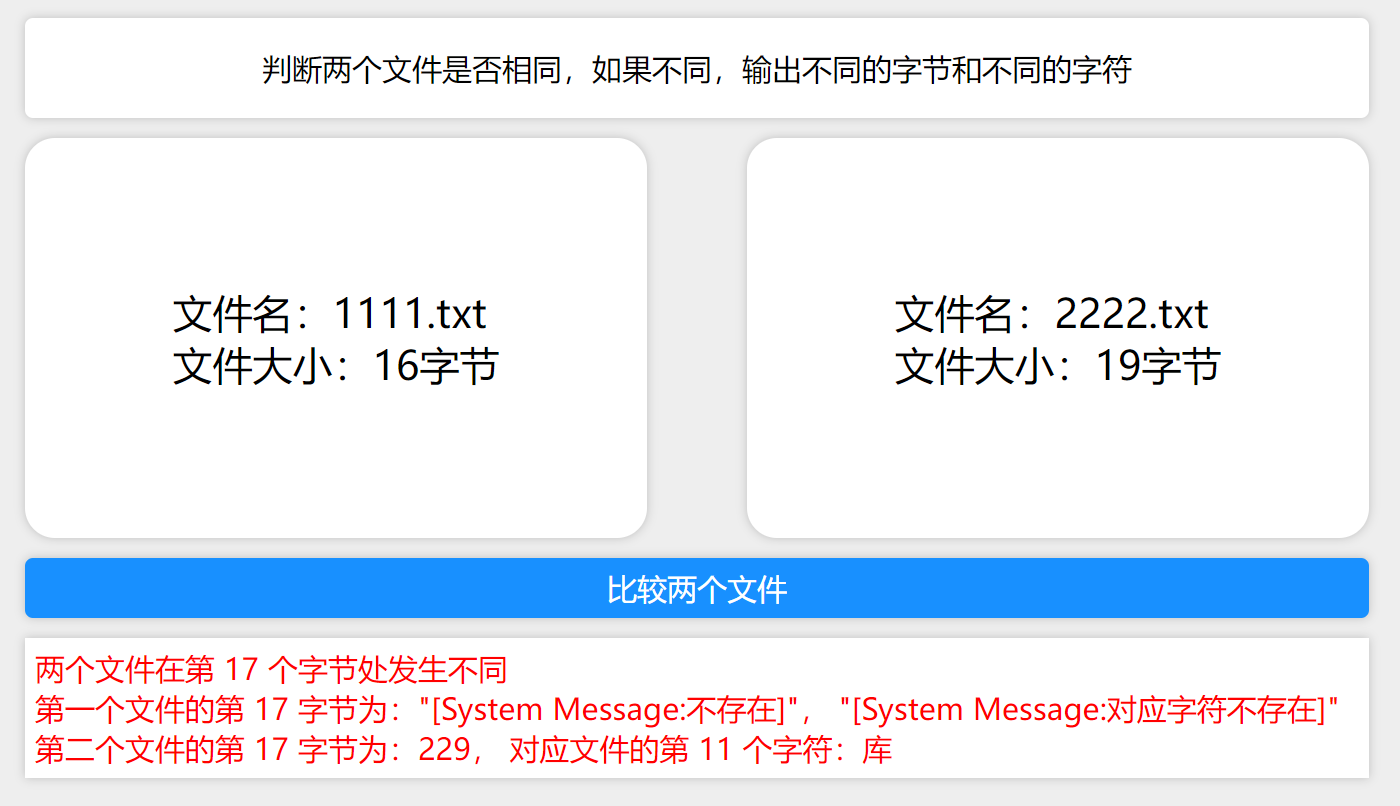 判断两个文件是否相同，如果不同，输出不同的字节和不同的字符
文件名：1111.txt
文件大小：16字节
文件名：2222.txt
文件大小：19字节
比较两个文件
两个文件在第 17 个字节处发生不同
第一个文件的第 17 字节为："[System Message:不存在]"， "[System Message:对应字符不存在]"
第二个文件的第 17 字节为：229， 对应文件的第 11 个字符：库